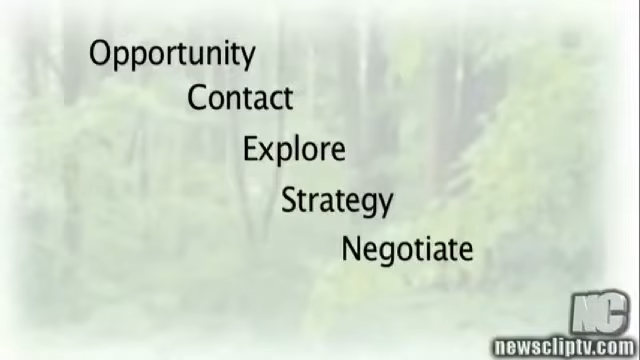 Opportunity
Contact
Explore
Strategy
Negotiate
NC
newscliptv.com